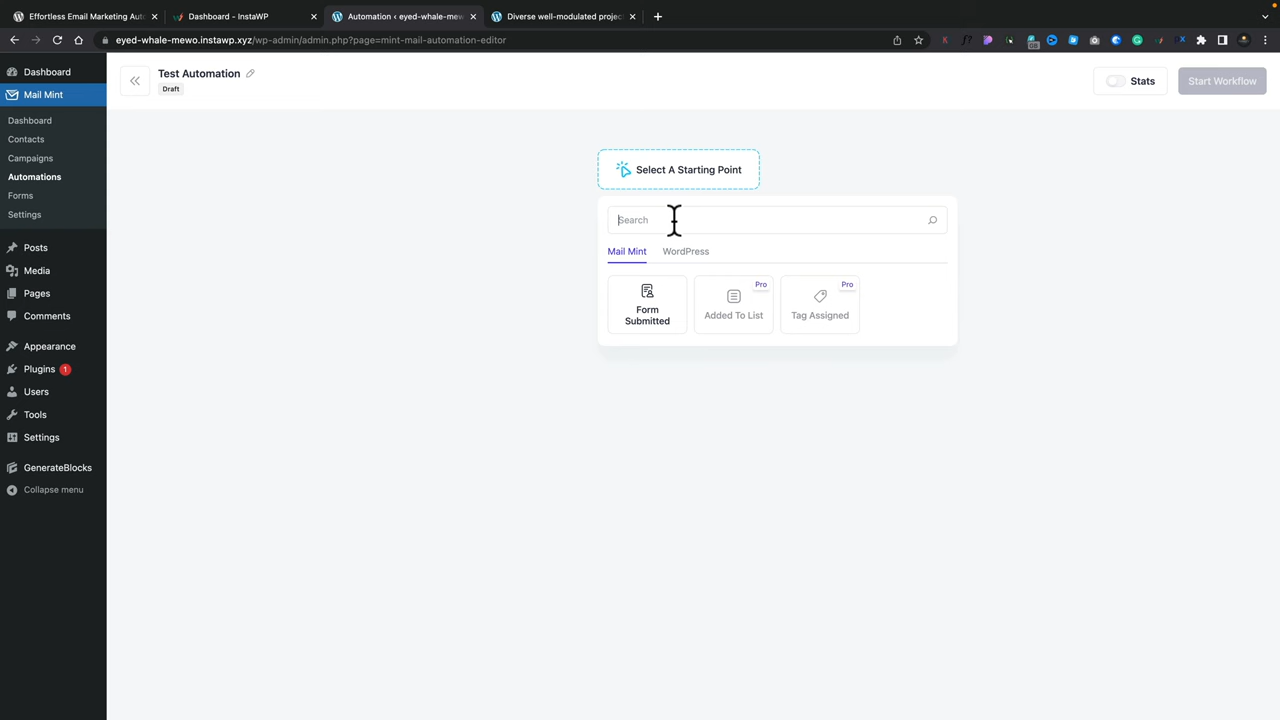 Effortless Email Marketing Aut
Dashboard - InstaWP
Automation ‹ eyed-whale-mew
Diverse well-modulated projec
eyed-whale-mewo.instawp.xyz/wp-admin/admin.php?page=mint-mail-automation-editor
Dashboard
Mail Mint
Dashboard
Contacts
Campaigns
Automations
Forms
Settings
Posts
Media
Pages
Comments
Appearance
Plugins 1
Users
Tools
Settings
GenerateBlocks
Collapse menu
Test Automation
Draft
Stats
Start Workflow
Select A Starting Point
Search
Mail Mint
WordPress
Form
Submitted
Pro
Added To List
Pro
Tag Assigned